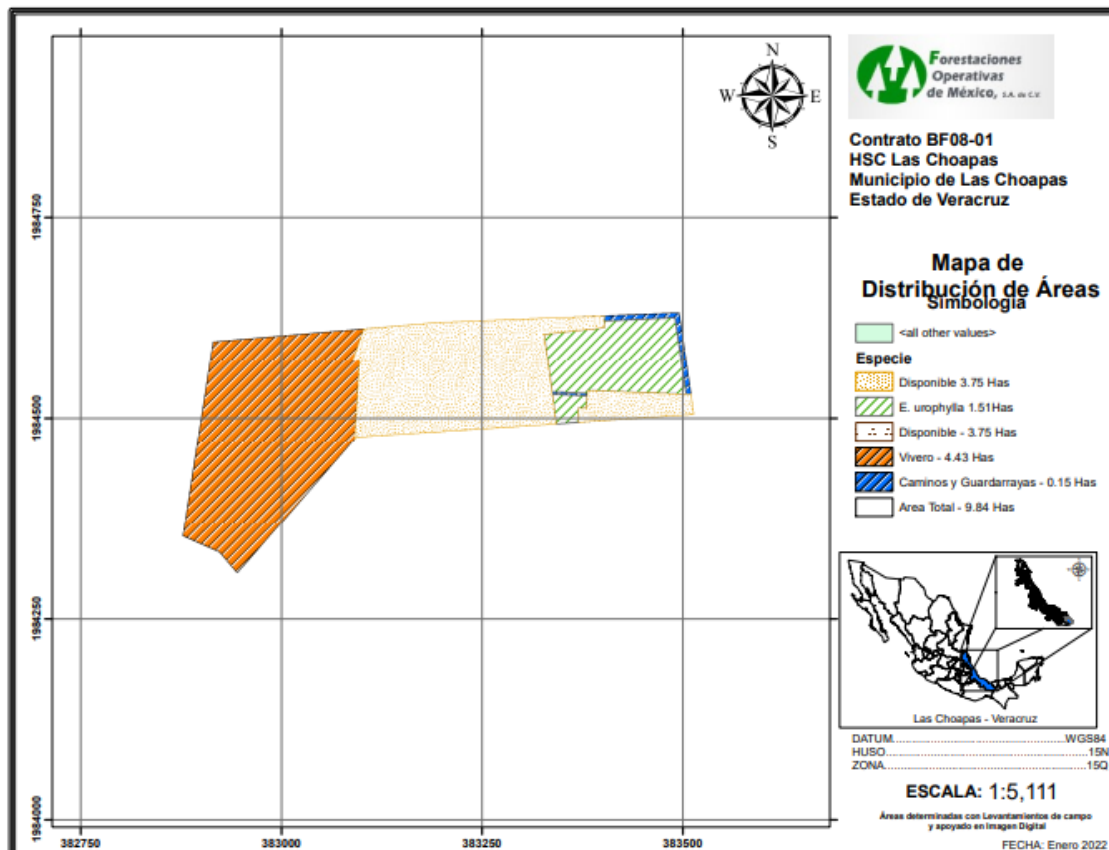 N
W
E
S
Forestaciones
Operativas
de México, S.A. de C.V.
Contrato BF08-01
HSC Las Choapas
Municipio de Las Choapas
Estado de Veracruz
Mapa de
Distribución de Áreas
Simbología
<all other values>
Especie
Disponible 3.75 Has
E. urophylla 1.51Has
Disponible - 3.75 Has
Vivero - 4.43 Has
Caminos y Guardarrayas - 0.15 Has
Area Total - 9.84 Has
Las Choapas - Veracruz
DATUM.................................................WGS84
HUSO.......................................................15N
ZONA.......................................................15Q
ESCALA: 1:5,111
Áreas determinadas con Levantamientos de campo
y apoyado en Imagen Digital
FECHA: Enero 2022
1984750
1984500
1984250
1984000
382750
383000
383250
383500